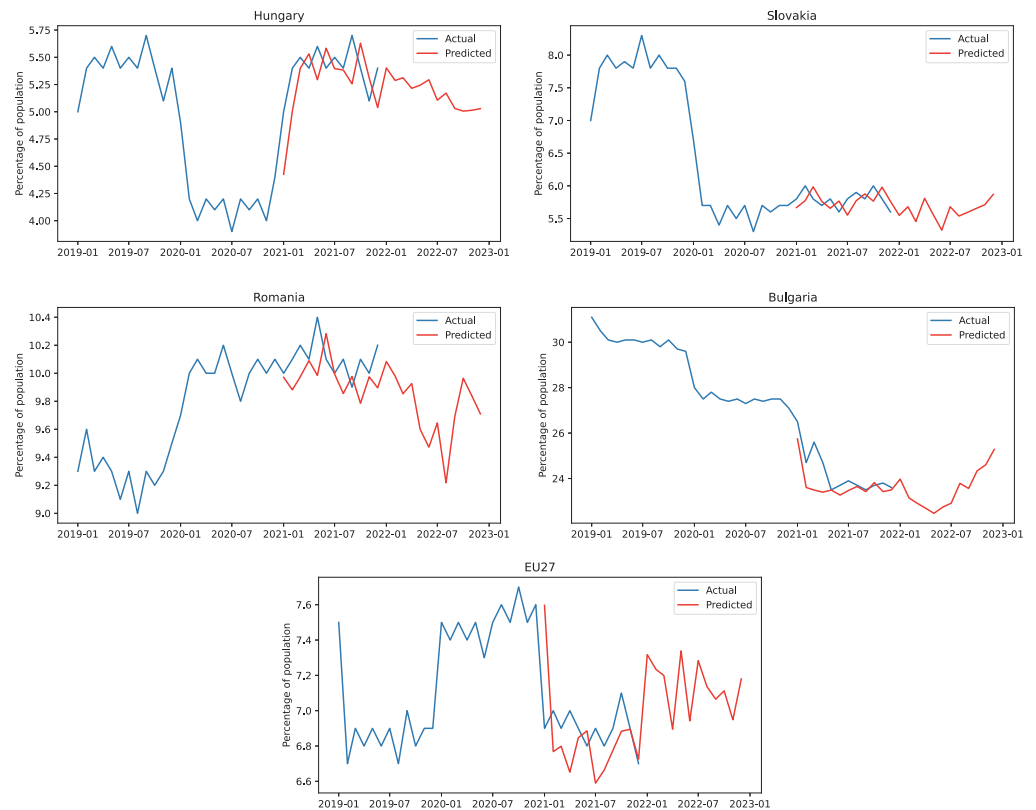 Hungary
Percentage of population
5.75
5.50
5.25
5.00
4.75
4.50
4.25
4.00
2019-01 2019-07 2020-01 2020-07 2021-01 2021-07 2022-01 2022-07 2023-01
Actual
Predicted
Slovakia
Percentage of population
8.0
7.5
7.0
6.5
6.0
5.5
2019-01 2019-07 2020-01 2020-07 2021-01 2021-07 2022-01 2022-07 2023-01
Actual
Predicted
Romania
Percentage of population
10.4
10.2
10.0
9.8
9.6
9.4
9.2
9.0
2019-01 2019-07 2020-01 2020-07 2021-01 2021-07 2022-01 2022-07 2023-01
Actual
Predicted
Bulgaria
Percentage of population
30
28
26
24
2019-01 2019-07 2020-01 2020-07 2021-01 2021-07 2022-01 2022-07 2023-01
Actual
Predicted
EU27
Percentage of population
7.6
7.4
7.2
7.0
6.8
6.6
2019-01 2019-07 2020-01 2020-07 2021-01 2021-07 2022-01 2022-07 2023-01
Actual
Predicted